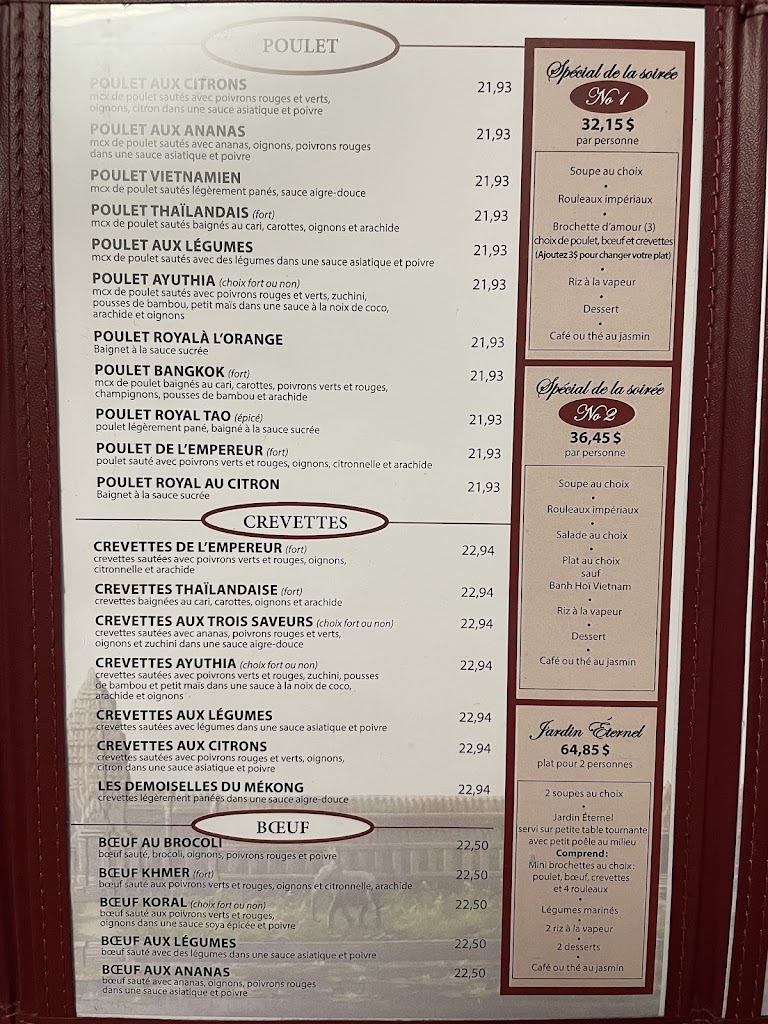 POULET
POULET AUX CITRONS 21,93
mcx de poulet sautés avec poivrons rouges et verts,
oignons, citron dans une sauce asiatique et poivre
POULET AUX ANANAS 21,93
mcx de poulet sautés avec ananas, oignons, poivrons rouges
dans une sauce asiatique et poivre
POULET VIETNAMIEN 21,93
mcx de poulet sautés légèrement panés, sauce aigre-douce
POULET THAÏLANDAIS (fort) 21,93
mcx de poulet sautés baignés au cari, carottes, oignons et arachide
POULET AUX LÉGUMES 21,93
mcx de poulet sautés avec des légumes dans une sauce asiatique et poivre
POULET AYUTHIA (choix fort ou non) 21,93
mcx de poulet sautés avec poivrons rouges et verts, zuchini,
pousses de bambou, petit maïs dans une sauce à la noix de coco,
arachide et oignons
POULET ROYALÀ L'ORANGE 21,93
Baignet à la sauce sucrée
POULET BANGKOK (fort) 21,93
mcx de poulet baignés au cari, carottes, poivrons verts et rouges,
champignons, pousses de bambou et arachide
POULET ROYAL TAO (épicé) 21,93
poulet légèrement pané, baigné à la sauce sucrée
POULET DE L'EMPEREUR (fort) 21,93
poulet sauté avec poivrons verts et rouges, oignons, citronnelle et arachide
POULET ROYAL AU CITRON 21,93
Baignet à la sauce sucrée
CREVETTES
CREVETTES DE L'EMPEREUR (fort) 22,94
crevettes sautées avec poivrons verts et rouges, oignons,
citronnelle et arachide
CREVETTES THAÏLANDAISE (fort) 22,94
crevettes baignées au cari, carottes, oignons et arachide
CREVETTES AUX TROIS SAVEURS (choix fort ou non) 22,94
crevettes sautées avec ananas, poivrons rouges et verts,
oignons et zuchini dans une sauce aigre-douce
CREVETTES AYUTHIA (choix fort ou non) 22,94
crevettes sautées avec poivrons verts et rouges, zuchini, pousses
de bambou et petit maïs dans une sauce à la noix de coco,
arachide et oignons
CREVETTES AUX LÉGUMES 22,94
crevettes sautées avec légumes dans une sauce asiatique et poivre
CREVETTES AUX CITRONS 22,94
crevettes sautées avec poivrons rouges et verts, oignons,
citron dans une sauce asiatique et poivre
LES DEMOISELLES DU MÉKONG 22,94
crevettes légèrement panées dans une sauce aigre-douce
BŒUF
BŒUF AU BROCOLI 22,50
bœuf sauté, brocoli, oignons, poivrons rouges et poivre
BŒUF KHMER (fort) 22,50
bœuf sauté aux poivrons verts et rouges, oignons et citronnelle, arachide
BŒUF KORAL (choix fort ou non) 22,50
bœuf sauté aux poivrons verts et rouges,
oignons dans une sauce soya épicée et poivre
BŒUF AUX LÉGUMES 22,50
bœuf sauté avec des légumes dans une sauce asiatique et poivre
BŒUF AUX ANANAS 22,50
bœuf sauté avec ananas, oignons, poivrons rouges
dans une sauce asiatique et poivre
Spécial de la soirée
No 1
32,15 $
par personne
Soupe au choix
•
Rouleaux impériaux
•
Brochette d'amour (3)
choix de poulet, bœuf et crevettes
(Ajoutez 3$ pour changer votre plat)
•
Riz à la vapeur
•
Dessert
•
Café ou thé au jasmin
Spécial de la soirée
No 2
36,45 $
par personne
Soupe au choix
•
Rouleaux impériaux
•
Salade au choix
•
Plat au choix
sauf
Banh Hoï Vietnam
•
Riz à la vapeur
•
Dessert
•
Café ou thé au jasmin
Jardin Éternel
64,85 $
plat pour 2 personnes
2 soupes au choix
•
Jardin Éternel
servi sur petite table tournante
avec petit poêle au milieu
Comprend :
Mini brochettes au choix :
poulet, bœuf, crevettes
et 4 rouleaux
•
Légumes marinés
•
2 riz à la vapeur
•
2 desserts
•
Café ou thé au jasmin